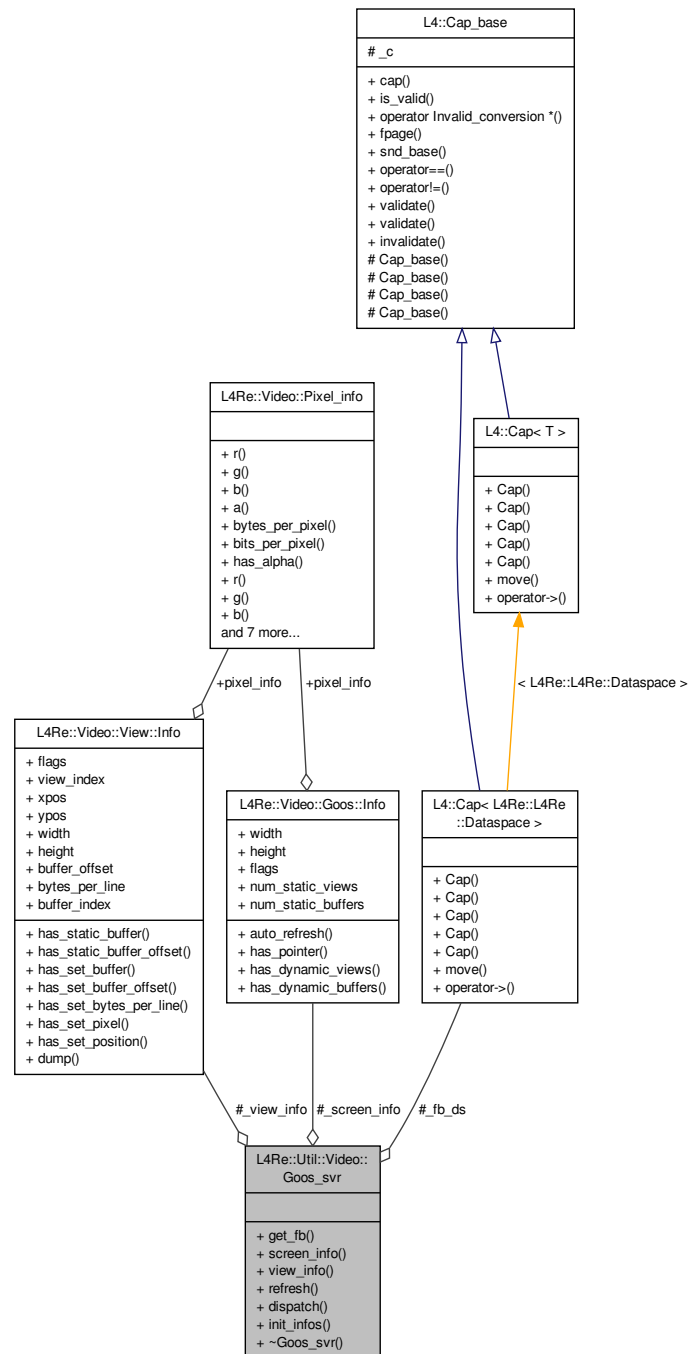 L4::Cap_base
# _c
+ cap()
+ is_valid()
+ operator Invalid_conversion *()
+ fpage()
+ snd_base()
+ operator==()
+ operator!=()
+ validate()
+ validate()
+ invalidate()
# Cap_base()
# Cap_base()
# Cap_base()
# Cap_base()
L4Re::Video::Pixel_info
+ r()
+ g()
+ b()
+ a()
+ bytes_per_pixel()
+ bits_per_pixel()
+ has_alpha()
+ r()
+ g()
+ b()
and 7 more...
L4::Cap< T >
+ Cap()
+ Cap()
+ Cap()
+ Cap()
+ Cap()
+ move()
+ operator->()
+pixel_info
+pixel_info
< L4Re::L4Re::Dataspace >
L4Re::Video::View::Info
+ flags
+ view_index
+ xpos
+ ypos
+ width
+ height
+ buffer_offset
+ bytes_per_line
+ buffer_index
+ has_static_buffer()
+ has_static_buffer_offset()
+ has_set_buffer()
+ has_set_buffer_offset()
+ has_set_bytes_per_line()
+ has_set_pixel()
+ has_set_position()
+ dump()
L4Re::Video::Goos::Info
+ width
+ height
+ flags
+ num_static_views
+ num_static_buffers
+ auto_refresh()
+ has_pointer()
+ has_dynamic_views()
+ has_dynamic_buffers()
L4::Cap< L4Re::L4Re
::Dataspace >
+ Cap()
+ Cap()
+ Cap()
+ Cap()
+ Cap()
+ move()
+ operator->()
#_view_info
#_screen_info
#_fb_ds
L4Re::Util::Video::
Goos_svr
+ get_fb()
+ screen_info()
+ view_info()
+ refresh()
+ dispatch()
+ init_infos()
+ ~Goos_svr()